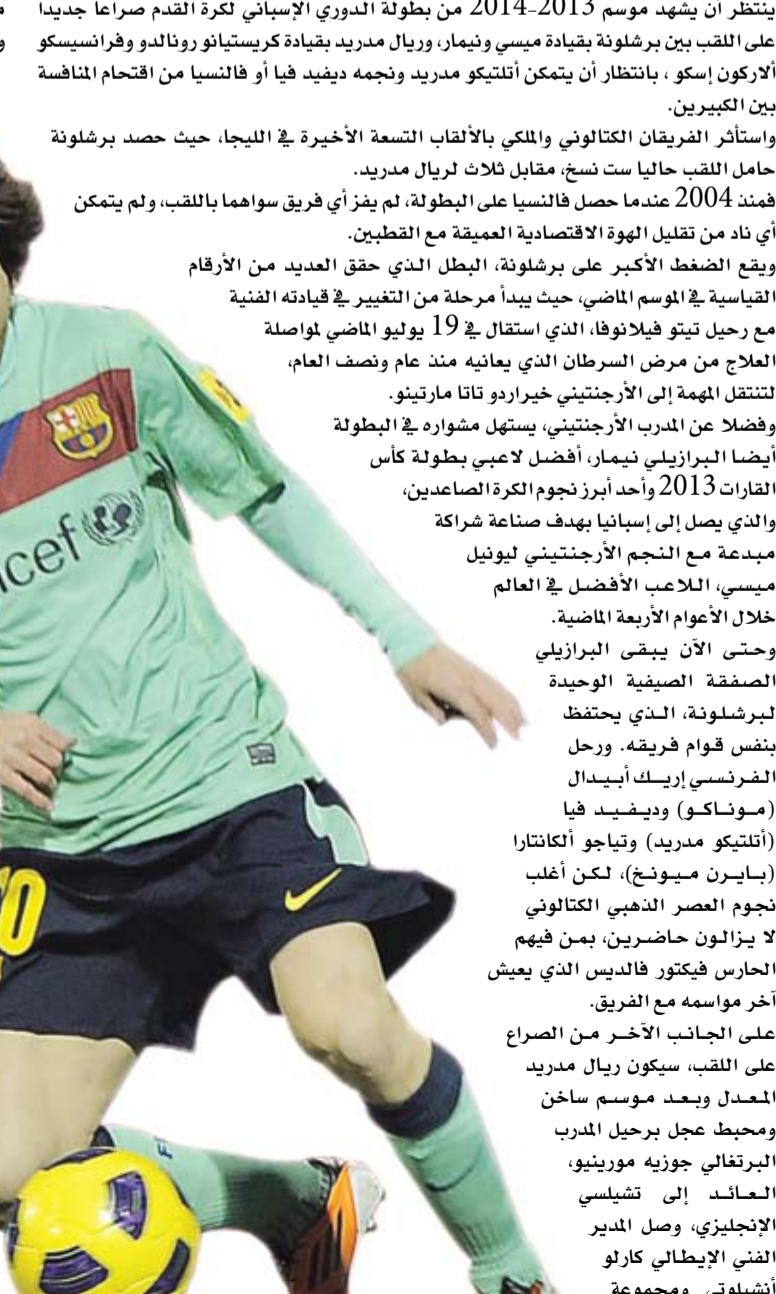 ينتظر أن يشهد موسم 2013-2014 من بطولة الدوري الإسباني لكرة القدم صراعا جديدا
على اللقب بين برشلونة بقيادة ميسي ونيمار، وريال مدريد بقيادة كريستيانو رونالدو وفرانسيسكو
ألاركون إسكو ، بانتظار أن يتمكن أتلتيكو مدريد ونجمه ديفيد فيا أو فالنسيا من اقتحام المنافسة
بين الكبيرين.
واستأثر الفريقان الكتالوني والملكي بالألقاب التسعة الأخيرة في الليجا، حيث حصد برشلونة
حامل اللقب حاليا ست نسخ، مقابل ثلاث لريال مدريد.
فمنذ 2004 عندما حصل فالنسيا على البطولة، لم يفز أي فريق سواهما باللقب، ولم يتمكن
أي ناد من تقليل الهوة الاقتصادية العميقة مع القطبين.
ويقع الضغط الأكبر على برشلونة، البطل الذي حقق العديد من الأرقام
القياسية في الموسم الماضي، حيث يبدأ مرحلة من التغيير في قيادته الفنية
مع رحيل تيتو فيلانوفا، الذي استقال في 19 يوليو الماضي لمواصلة
العلاج من مرض السرطان الذي يعانيه منذ عام ونصف العام،
لتنتقل المهمة إلى الأرجنتيني خيراردو تاتا مارتينو.
وفضلا عن المدرب الأرجنتيني، يستهل مشواره في البطولة
أيضا البرازيلي نيمار، أفضل لاعبي بطولة كأس
القارات 2013 وأحد أبرز نجوم الكرة الصاعدين،
والذي يصل إلى إسبانيا بهدف صناعة شراكة
مبدعة مع النجم الأرجنتيني ليونيل
ميسي، اللاعب الأفضل في العالم
خلال الأعوام الأربعة الماضية.
وحتى الآن يبقى البرازيلي
الصفقة الصيفية الوحيدة
لبرشلونة، الذي يحتفظ
بنفس قوام فريقه. ورحل
الفرنسي إريك أبيدال
(موناكو) وديفيد فيا
(أتلتيكو مدريد) وتياجو ألكانتارا
(بايرن ميونخ)، لكن أغلب
نجوم العصر الذهبي الكتالوني
لا يزالون حاضرين، بمن فيهم
الحارس فيكتور فالديس الذي يعيش
آخر مواسمه مع الفريق.
على الجانب الآخر من الصراع
على اللقب، سيكون ريال مدريد
المعدل وبعد موسم ساخن
ومحبط عجل برحيل المدرب
البرتغالي جوزيه مورينيو،
العائد إلى تشيلسي
الإنجليزي، وصل المدير
الفني الإيطالي كارلو
أنشيلوتي ومجموعة
icef